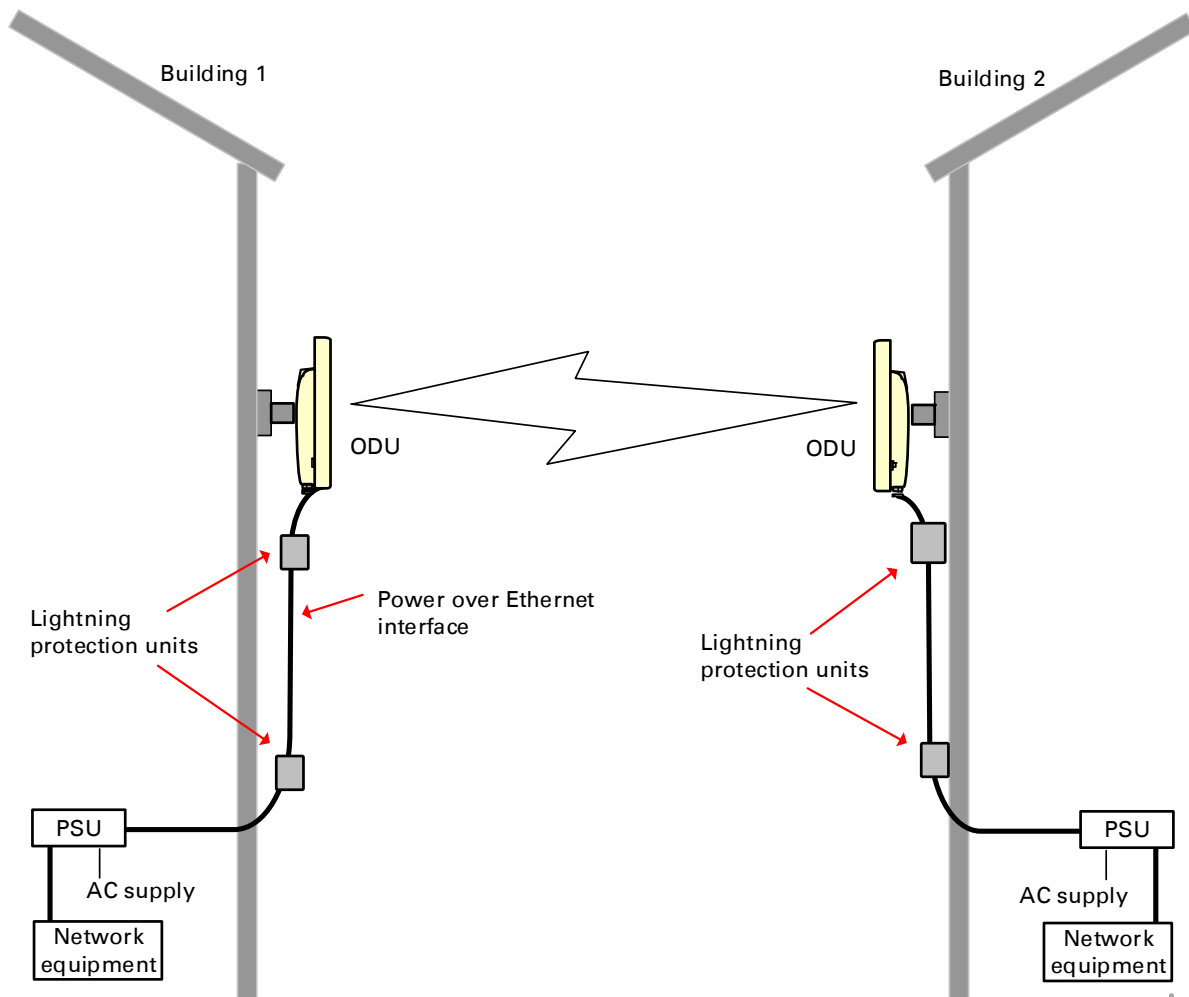 Building 1
Building 2
ODU
ODU
Power over Ethernet
interface
Lightning
protection units
Lightning
protection units
PSU
AC supply
Network
equipment
PSU
AC supply
Network
equipment